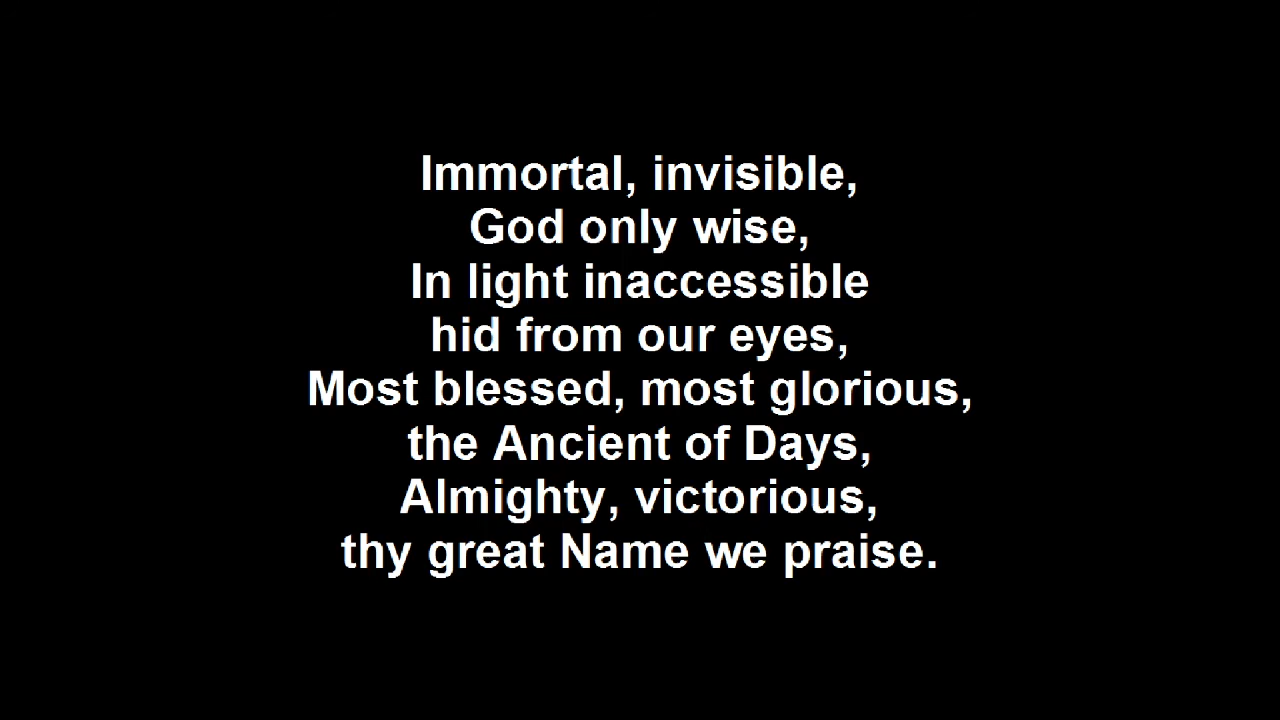 Immortal, invisible,
God only wise,
In light inaccessible
hid from our eyes,
Most blessed, most glorious,
the Ancient of Days,
Almighty, victorious,
thy great Name we praise.